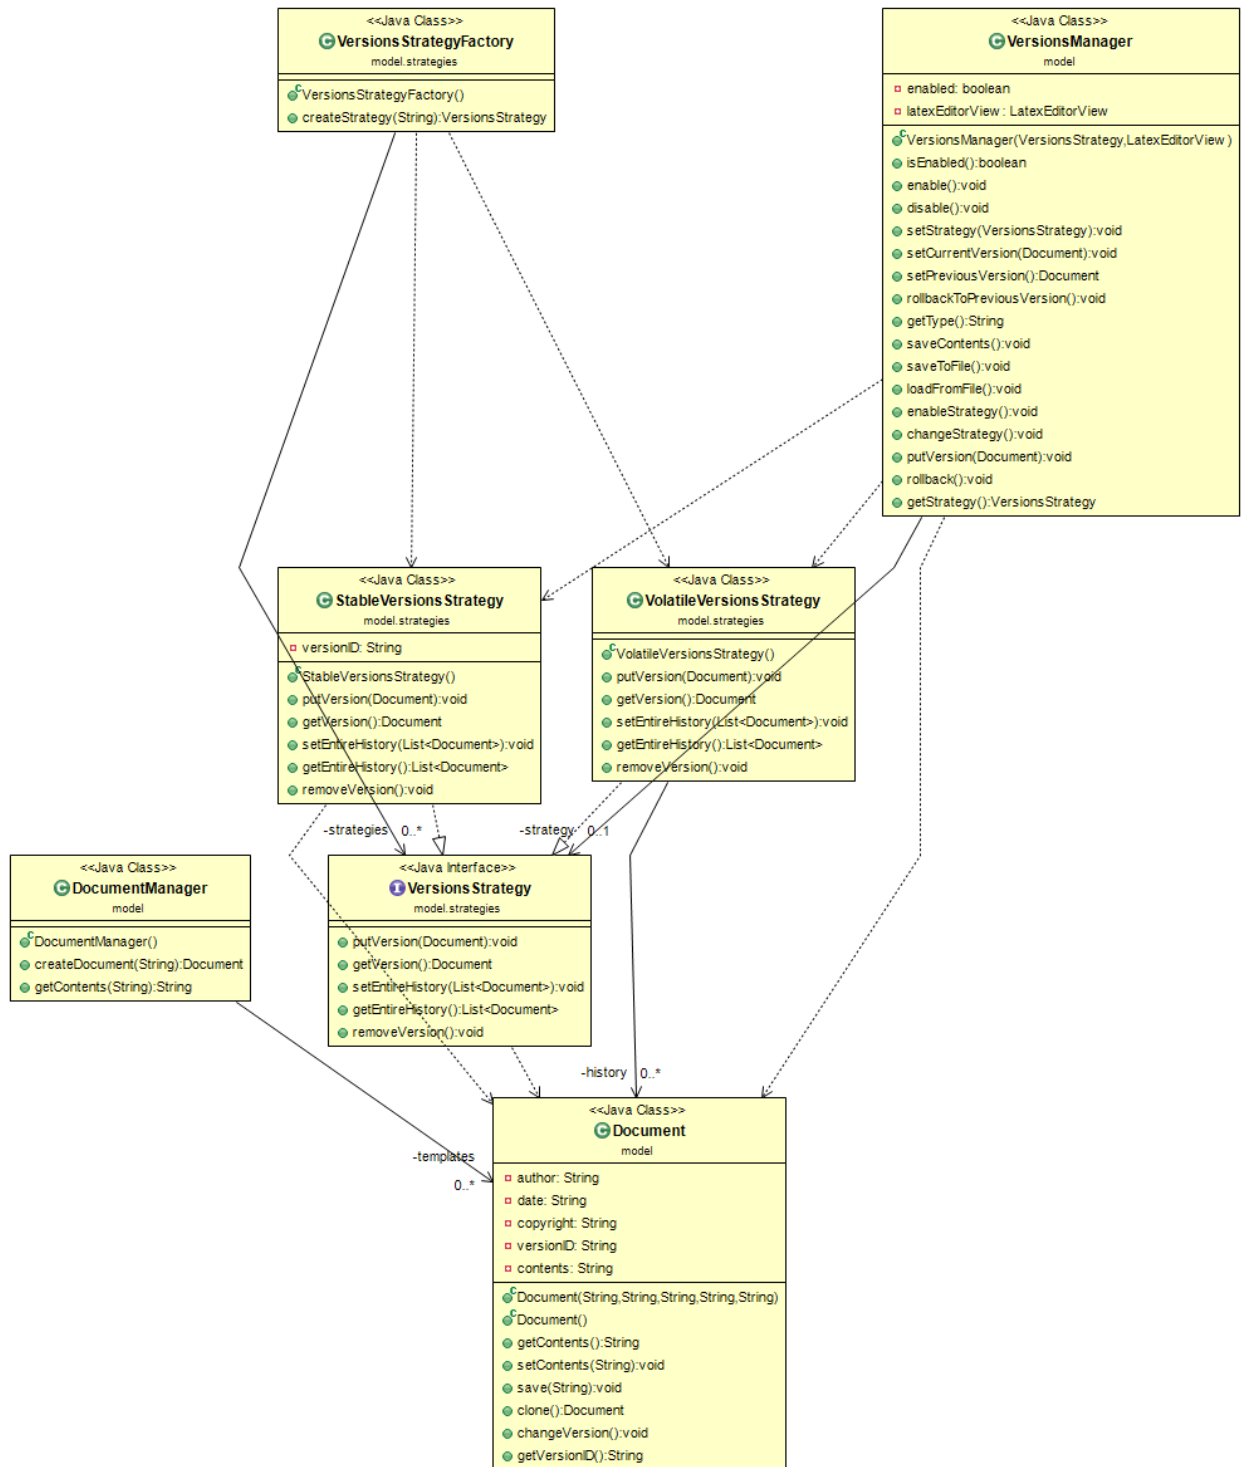 <<Java Class>>
VersionsStrategyFactory
model.strategies
VersionsStrategyFactory()
createStrategy(String):VersionsStrategy
<<Java Class>>
VersionsManager
model
enabled: boolean
latexEditorView: LatexEditorView
VersionsManager(VersionsStrategy,LatexEditorView)
isEnabled():boolean
enable():void
disable():void
setStrategy(VersionsStrategy):void
setCurrentVersion(Document):void
setPreviousVersion():Document
rollbackToPreviousVersion():void
getType():String
saveContents():void
saveToFile():void
loadFromFile():void
enableStrategy():void
changeStrategy():void
putVersion(Document):void
rollback():void
getStrategy():VersionsStrategy
<<Java Class>>
StableVersionsStrategy
model.strategies
versionID: String
StableVersionsStrategy()
putVersion(Document):void
getVersion():Document
setEntireHistory(List<Document>):void
getEntireHistory():List<Document>
removeVersion():void
<<Java Class>>
VolatileVersionsStrategy
model.strategies
VolatileVersionsStrategy()
putVersion(Document):void
getVersion():Document
setEntireHistory(List<Document>):void
getEntireHistory():List<Document>
removeVersion():void
-strategies 0..*
-strategy 0..1
<<Java Class>>
DocumentManager
model
DocumentManager()
createDocument(String):Document
getContents(String):String
<<Java Interface>>
VersionsStrategy
model.strategies
putVersion(Document):void
getVersion():Document
setEntireHistory(List<Document>):void
getEntireHistory():List<Document>
removeVersion():void
-history 0..*
-templates
0..*
<<Java Class>>
Document
model
author: String
date: String
copyright: String
versionID: String
contents: String
Document(String,String,String,String,String)
Document()
getContents():String
setContents(String):void
save(String):void
clone():Document
changeVersion():void
getVersionID():String